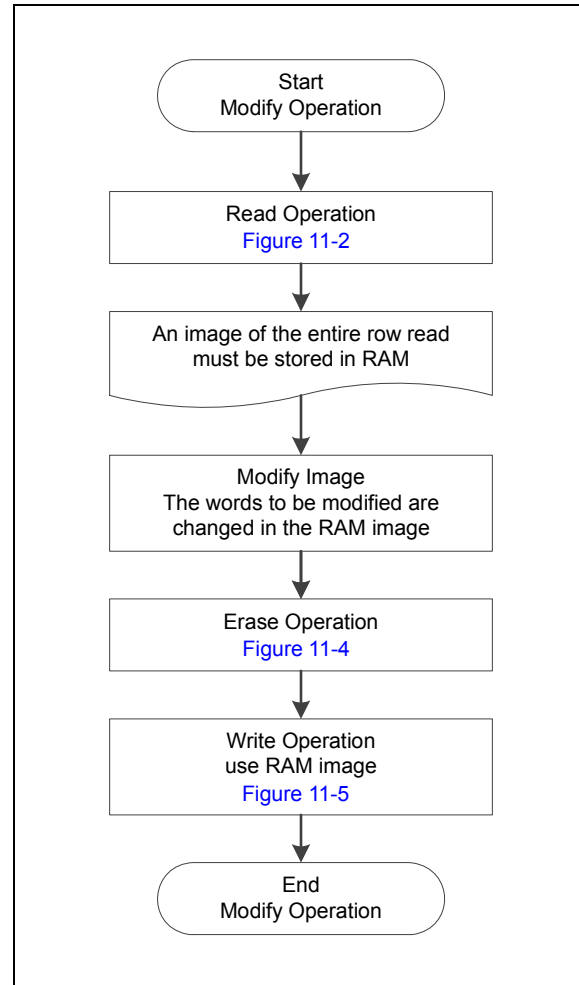 Start
Modify Operation
Read Operation
Figure 11-2
An image of the entire row read
must be stored in RAM
Modify Image
The words to be modified are
changed in the RAM image
Erase Operation
Figure 11-4
Write Operation
use RAM image
Figure 11-5
End
Modify Operation